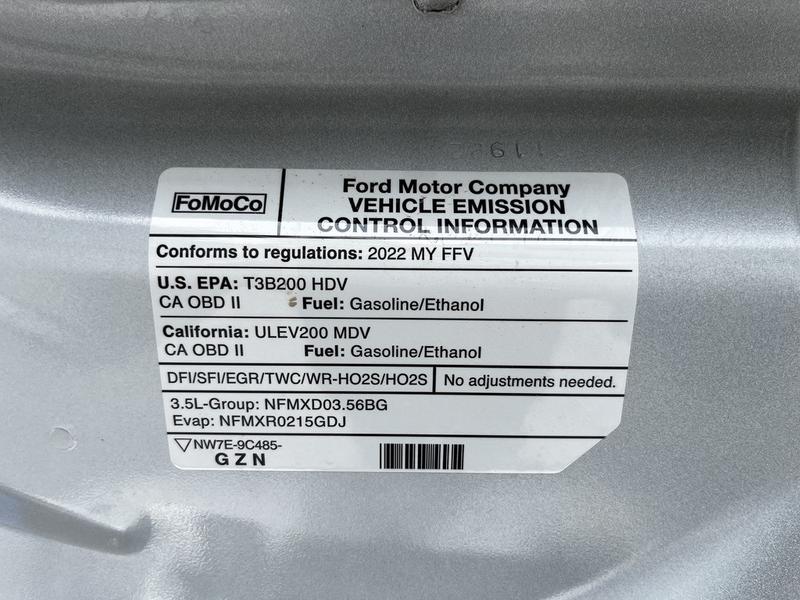 FoMoCo
Ford Motor Company
VEHICLE EMISSION
CONTROL INFORMATION
Conforms to regulations: 2022 MY FFV
U.S. EPA: T3B200 HDV
CA OBD II Fuel: Gasoline/Ethanol
California: ULEV200 MDV
CA OBD II Fuel: Gasoline/Ethanol
DFI/SFI/EGR/TWC/WR-HO2S/HO2S No adjustments needed.
3.5L-Group: NFMXD03.56BG
Evap: NFMXR0215GDJ
NW7E-9C485-
GZN